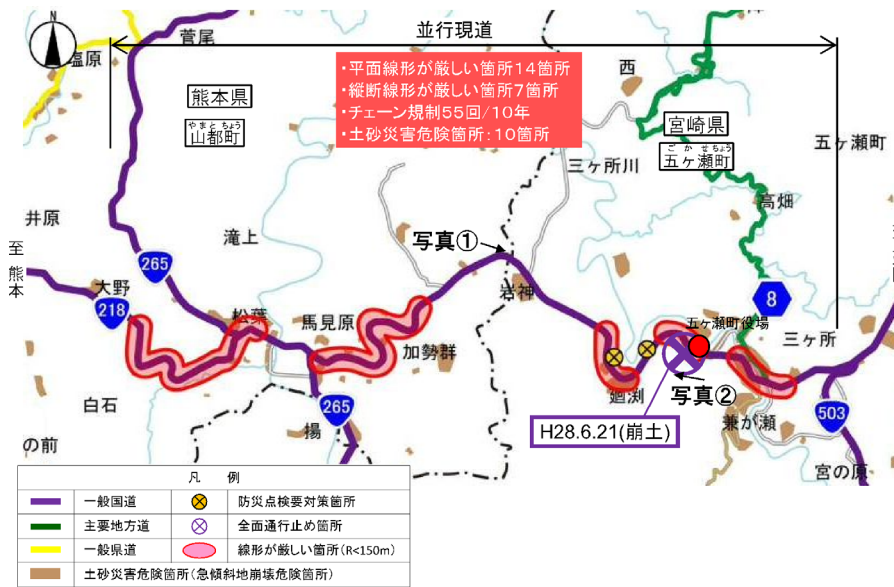 並行現道
菅尾
塩原
・平面線形が厳しい箇所14箇所
・縦断線形が厳しい箇所7箇所
・チェーン規制55回/10年
・土砂災害危険箇所：10箇所
西
熊本県
やまとちょう
山都町
宮崎県
ごかせちょう
五ヶ瀬町
五ヶ瀬町
三ヶ所川
高畑
井原
滝上
写真①
至 熊本
265
大野
218
松葉
馬見原
岩神
8
五ヶ瀬町役場
三ヶ所
加勢群
白石
廻渕
写真②
265
503
兼が瀬
H28.6.21(崩土)
揚
の前
宮の原
凡 例
一般国道
防災点検要対策箇所
主要地方道
全面通行止め箇所
一般県道
線形が厳しい箇所(R<150m)
土砂災害危険箇所(急傾斜地崩壊危険箇所)